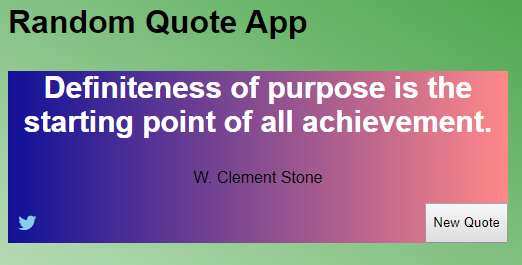 Random Quote App
Definiteness of purpose is the
starting point of all achievement.
W. Clement Stone
New Quote